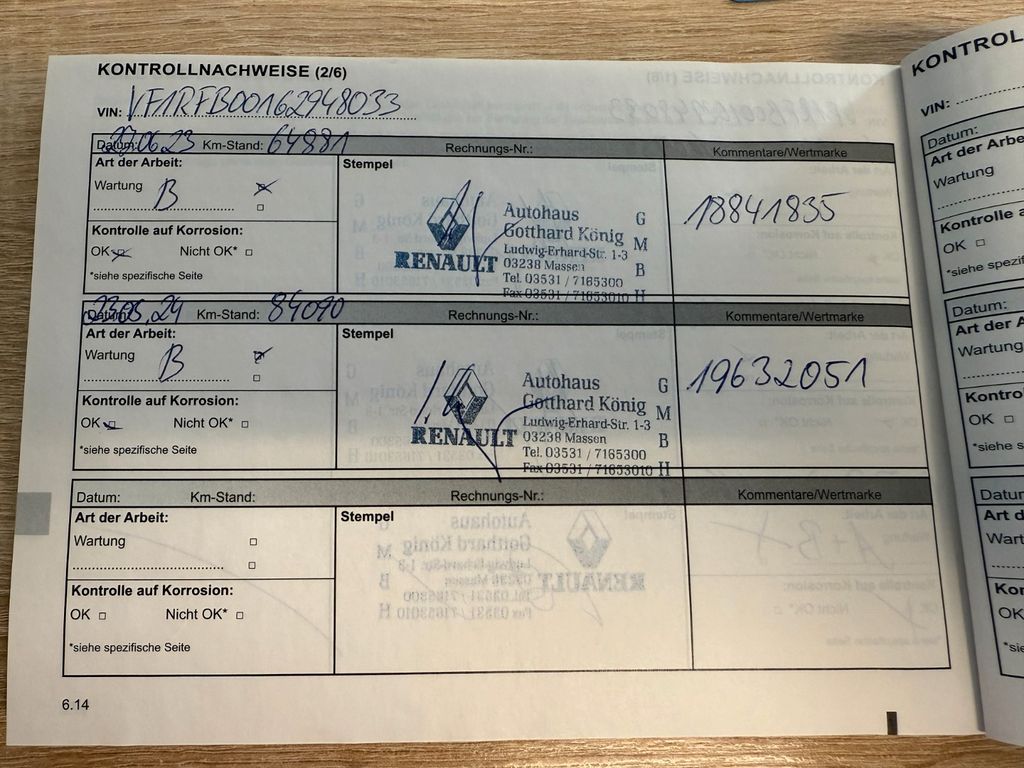 KONTROLLNACHWEISE (2/6)
VIN: VF1RFB00162948033
Datum: 23 Km-Stand: 64881 Rechnungs-Nr.: Kommentare/Wertmarke
Art der Arbeit: Stempel
Wartung B
18841835
Autohaus G
Gotthard König M
Ludwig-Erhard-Str. 1-3
03238 Massen B
Tel. 03531 / 7165300
Fax 03531 / 71653010 H
RENAULT
Kontrolle auf Korrosion:
OK Nicht OK*
*siehe spezifische Seite
Datum: 24 Km-Stand: 84090 Rechnungs-Nr.: Kommentare/Wertmarke
Art der Arbeit: Stempel
Wartung B
19632051
Autohaus G
Gotthard König M
Ludwig-Erhard-Str. 1-3
03238 Massen B
Tel. 03531 / 7165300
Fax 03531 / 71653010 H
RENAULT
Kontrolle auf Korrosion:
OK Nicht OK*
*siehe spezifische Seite
Datum: Km-Stand: Rechnungs-Nr.: Kommentare/Wertmarke
Art der Arbeit: Stempel
Wartung
Kontrolle auf Korrosion:
OK Nicht OK*
*siehe spezifische Seite
6.14
KONTROL
VIN:
Datum:
Art der Arbe
Wartung
Kontrolle
OK
*siehe spezif
Datum:
Art der A
Wartung
Kontro
OK
*siehe s
Datur
Art d
Wart
Kor
OK
*sie